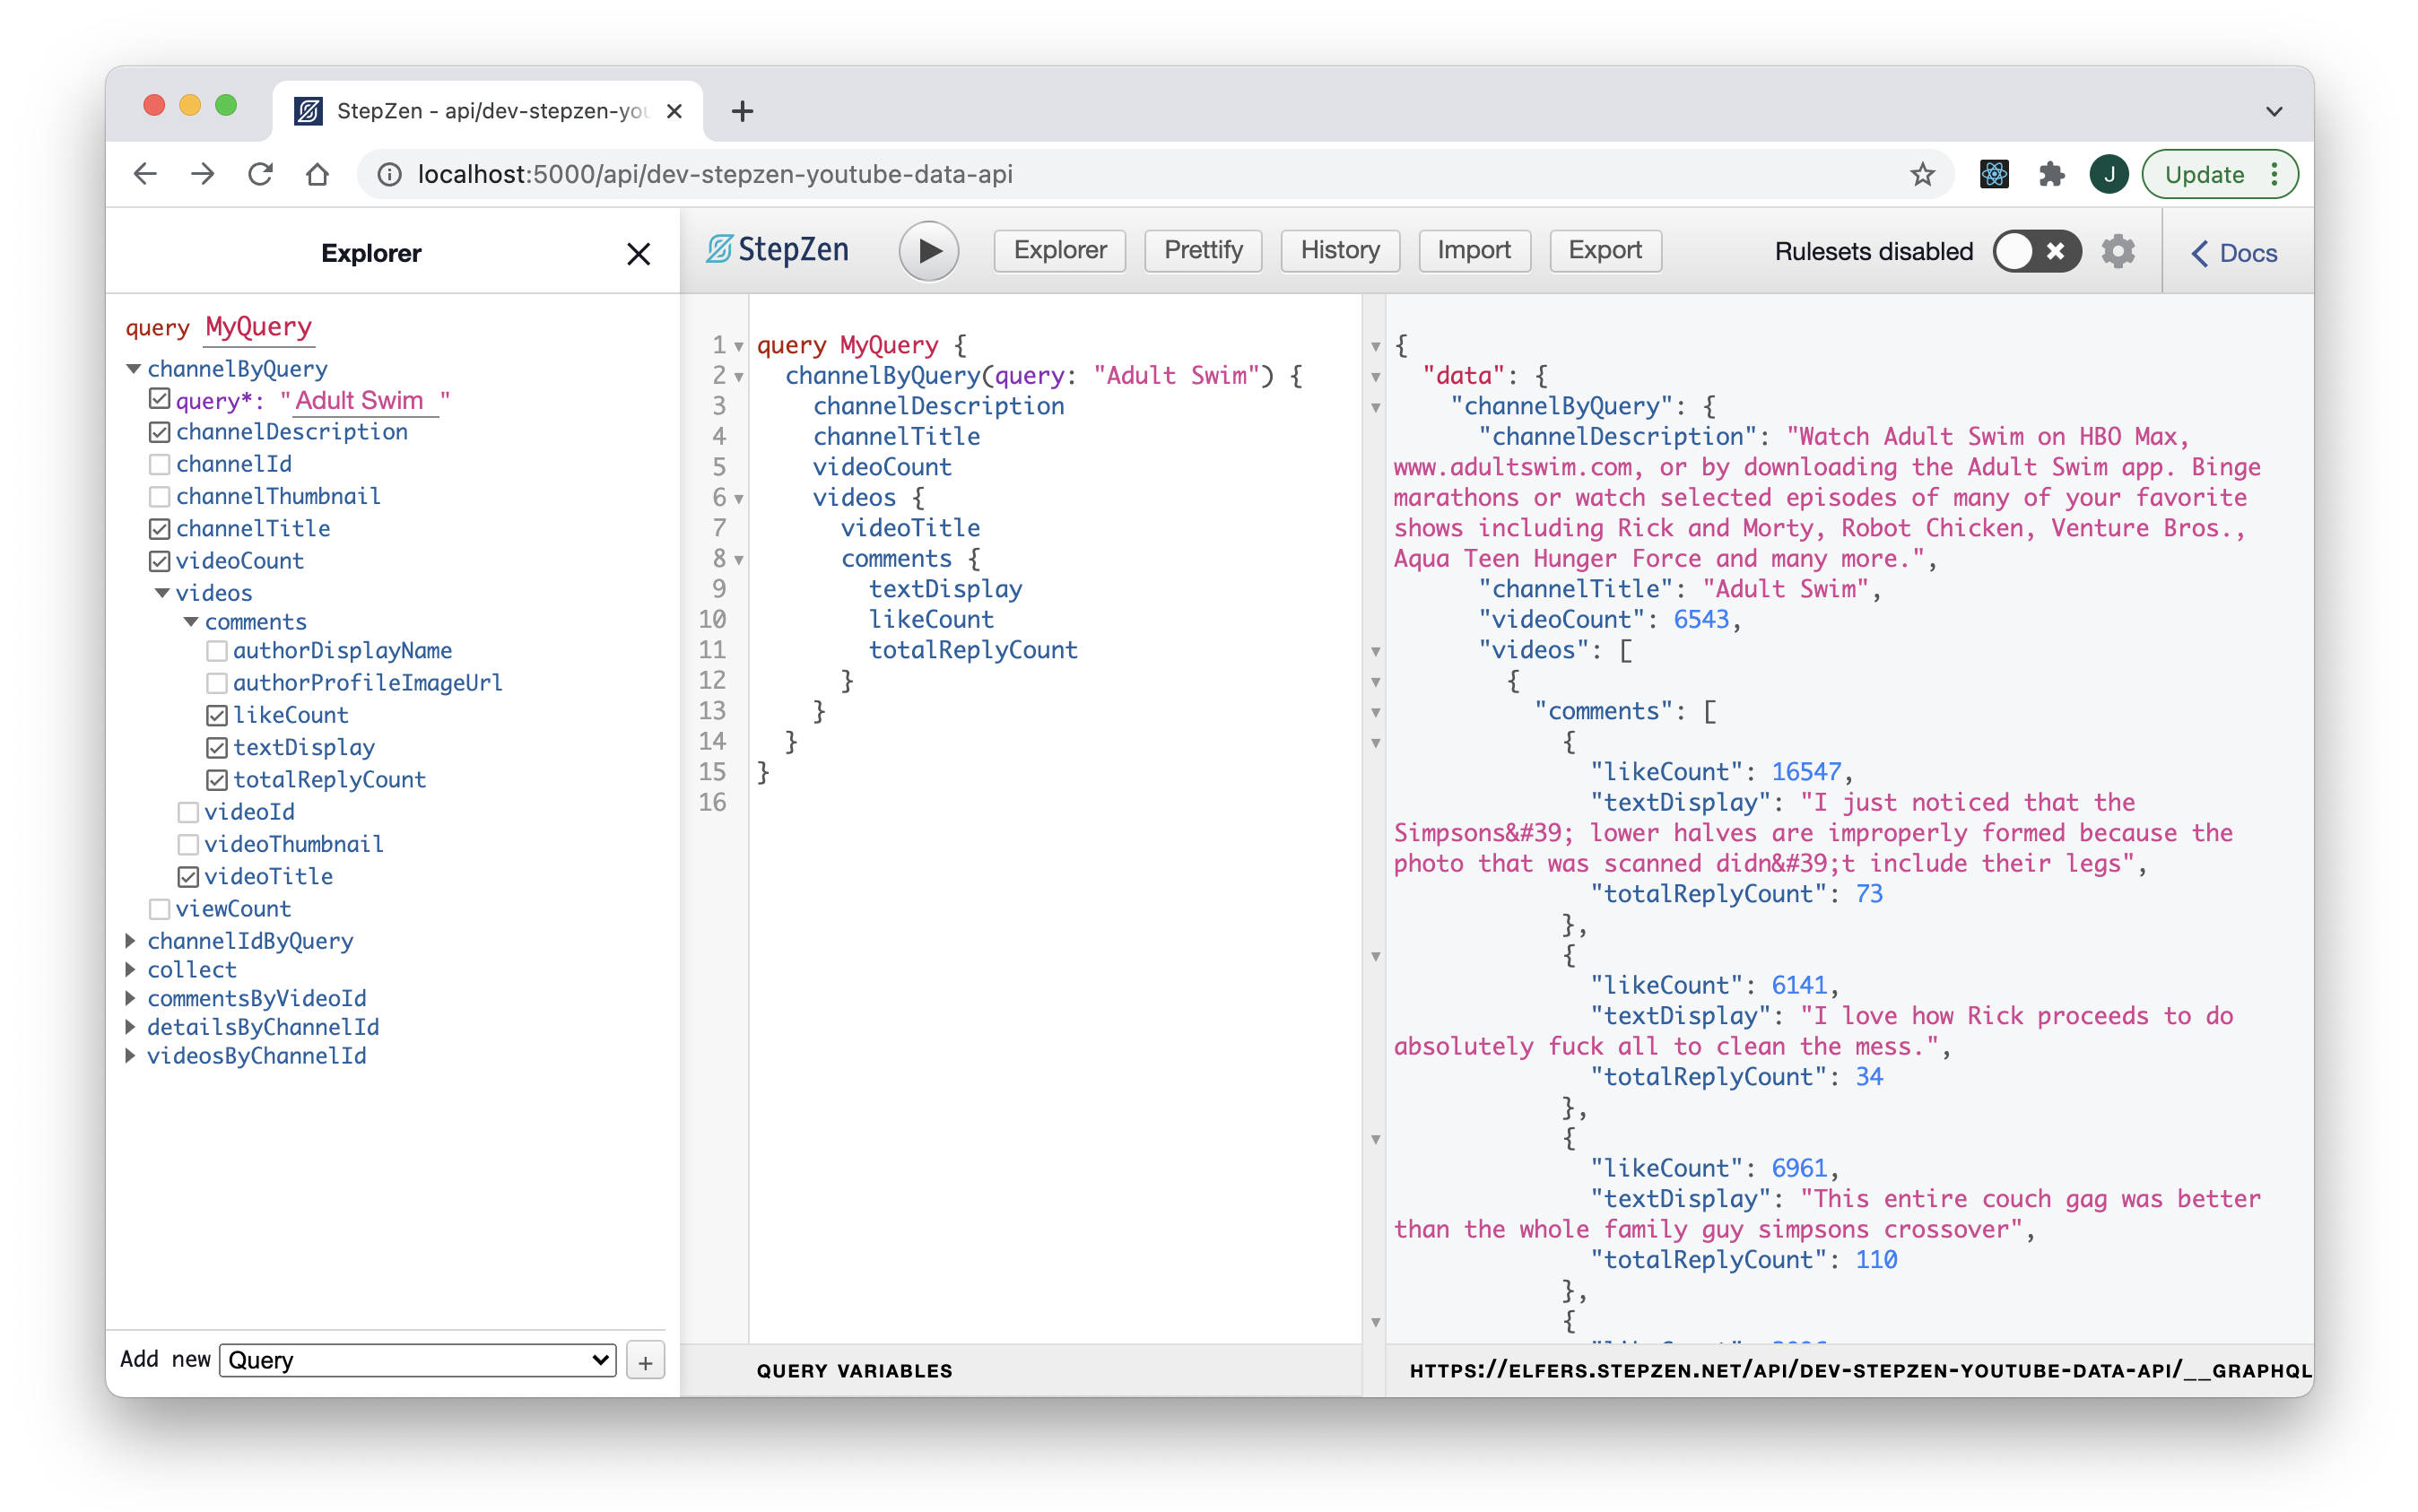 StepZen - api/dev-stepzen-you
localhost:5000/api/dev-stepzen-youtube-data-api
J
Update
Explorer
StepZen
Explorer
Prettify
History
Import
Export
Rulesets disabled
Docs
query MyQuery
channelByQuery
query*: "Adult Swim "
channelDescription
channelId
channelThumbnail
channelTitle
videoCount
videos
comments
authorDisplayName
authorProfileImageUrl
likeCount
textDisplay
totalReplyCount
videoId
videoThumbnail
videoTitle
viewCount
channelIdByQuery
collect
commentsByVideoId
detailsByChannelId
videosByChannelId
Add new Query +
1 query MyQuery {
2 channelByQuery(query: "Adult Swim") {
3 channelDescription
4 channelTitle
5 videoCount
6 videos {
7 videoTitle
8 comments {
9 textDisplay
10 likeCount
11 totalReplyCount
12 }
13 }
14 }
15 }
16
QUERY VARIABLES
{
"data": {
"channelByQuery": {
"channelDescription": "Watch Adult Swim on HBO Max,
www.adultswim.com, or by downloading the Adult Swim app. Binge
marathons or watch selected episodes of many of your favorite
shows including Rick and Morty, Robot Chicken, Venture Bros.,
Aqua Teen Hunger Force and many more.",
"channelTitle": "Adult Swim",
"videoCount": 6543,
"videos": [
{
"comments": [
{
"likeCount": 16547,
"textDisplay": "I just noticed that the
Simpsons&#39; lower halves are improperly formed because the
photo that was scanned didn&#39;t include their legs",
"totalReplyCount": 73
},
{
"likeCount": 6141,
"textDisplay": "I love how Rick proceeds to do
absolutely fuck all to clean the mess.",
"totalReplyCount": 34
},
{
"likeCount": 6961,
"textDisplay": "This entire couch gag was better
than the whole family guy simpsons crossover",
"totalReplyCount": 110
},
{
HTTPS://ELFERS.STEPZEN.NET/API/DEV-STEPZEN-YOUTUBE-DATA-API/__GRAPHQL